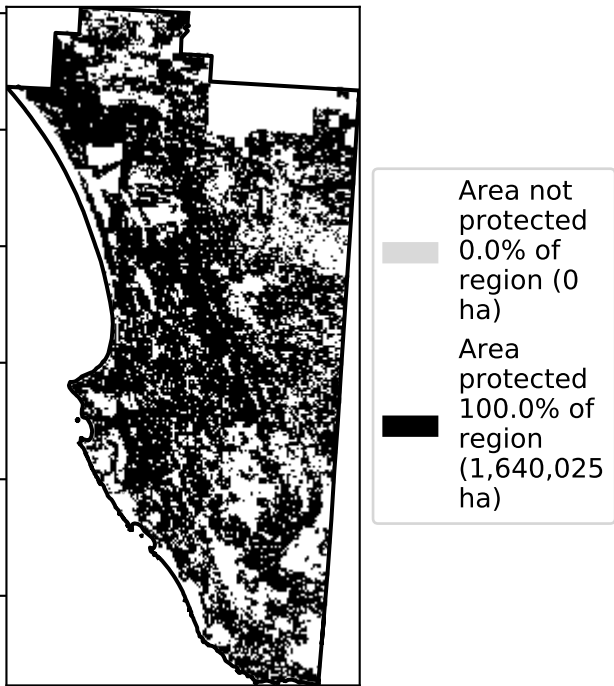 Area not
protected
0.0% of
region (0
ha)
Area
protected
100.0% of
region
(1,640,025
ha)